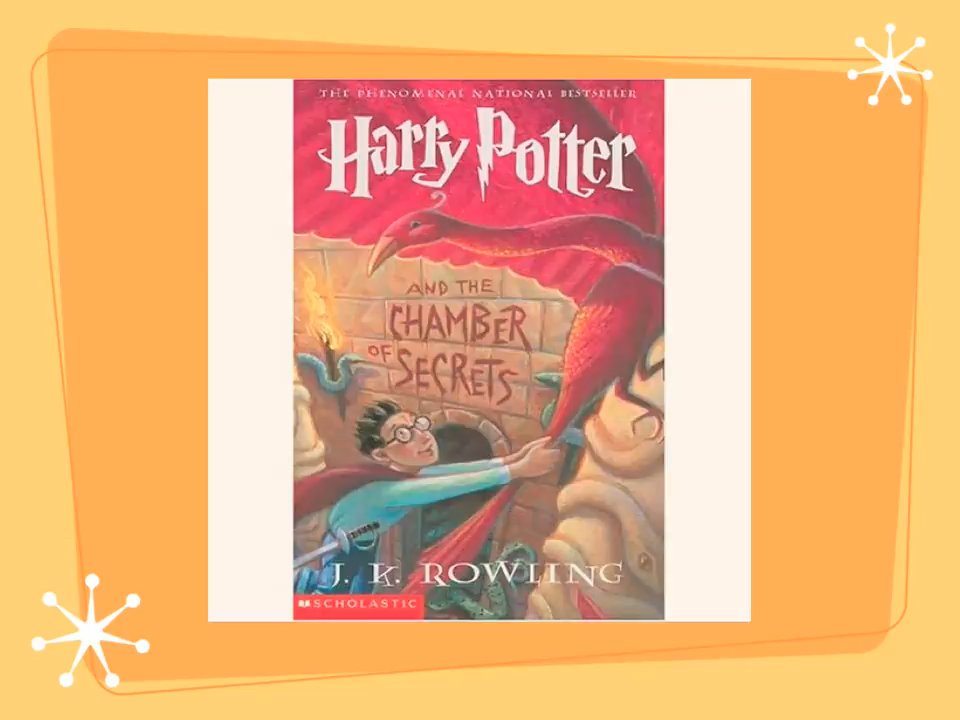 THE PHENOMENAL NATIONAL BESTSELLER
Harry Potter
AND THE
CHAMBER
OF SECRETS
J. K. ROWLING
SCHOLASTIC